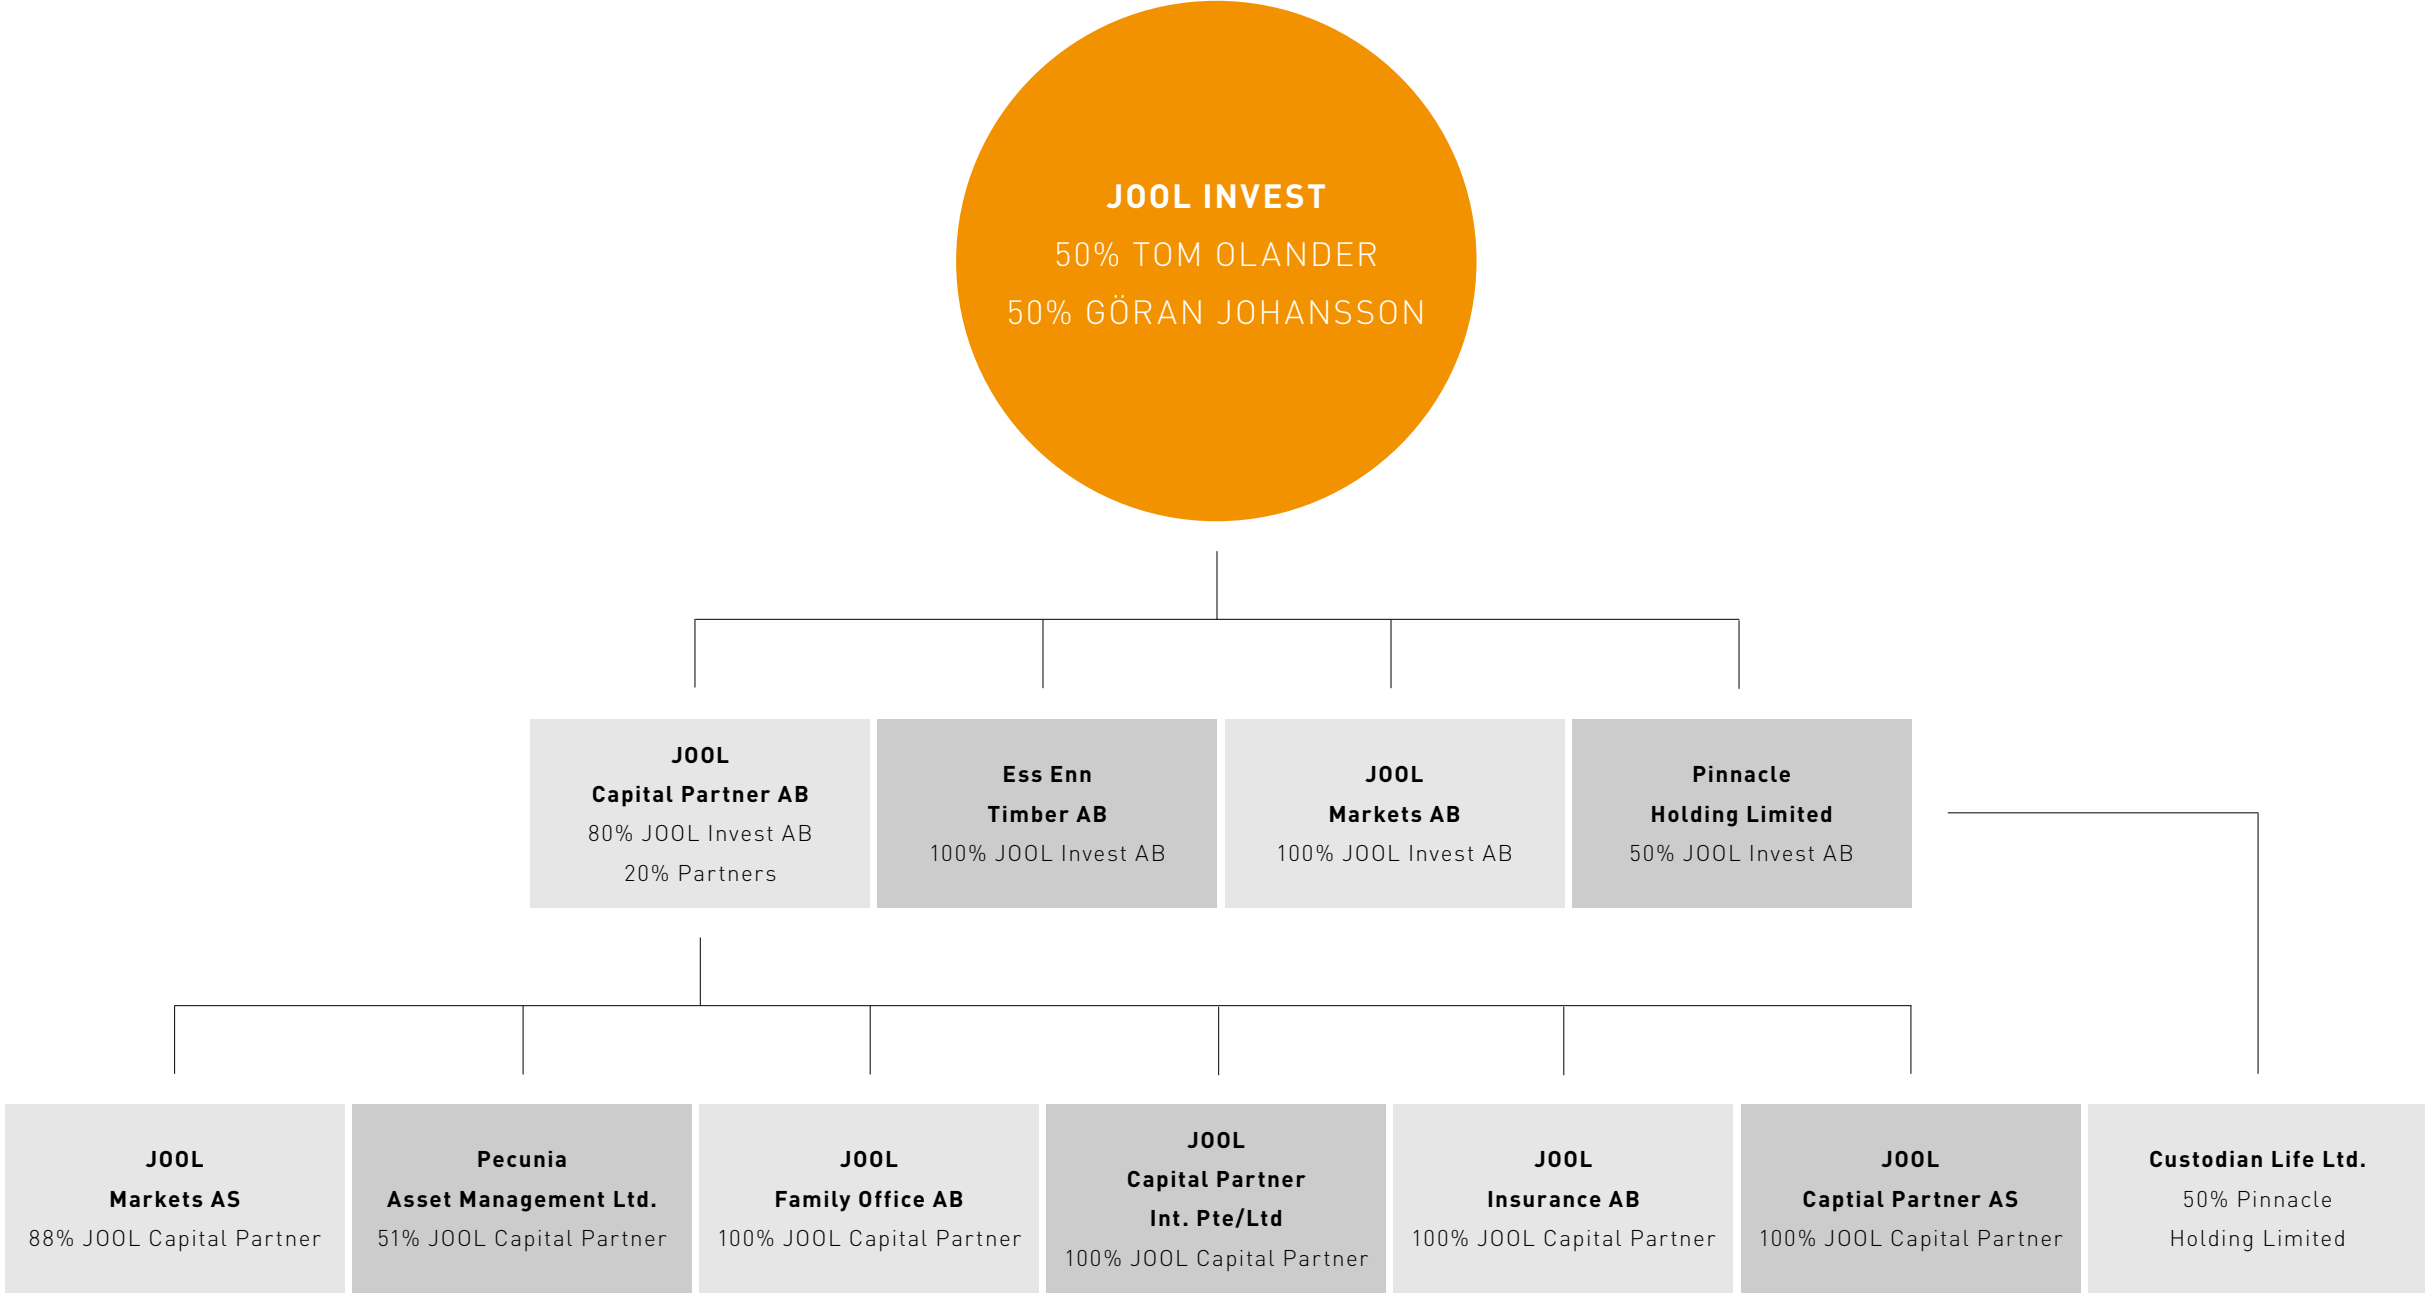 JOOL INVEST
50% TOM OLANDER
50% GÖRAN JOHANSSON
JOOL
Capital Partner AB
80% JOOL Invest AB
20% Partners
Ess Enn
Timber AB
100% JOOL Invest AB
JOOL
Markets AB
100% JOOL Invest AB
Pinnacle
Holding Limited
50% JOOL Invest AB
JOOL
Markets AS
88% JOOL Capital Partner
Pecunia
Asset Management Ltd.
51% JOOL Capital Partner
JOOL
Family Office AB
100% JOOL Capital Partner
JOOL
Capital Partner
Int. Pte/Ltd
100% JOOL Capital Partner
JOOL
Insurance AB
100% JOOL Capital Partner
JOOL
Captial Partner AS
100% JOOL Capital Partner
Custodian Life Ltd.
50% Pinnacle
Holding Limited